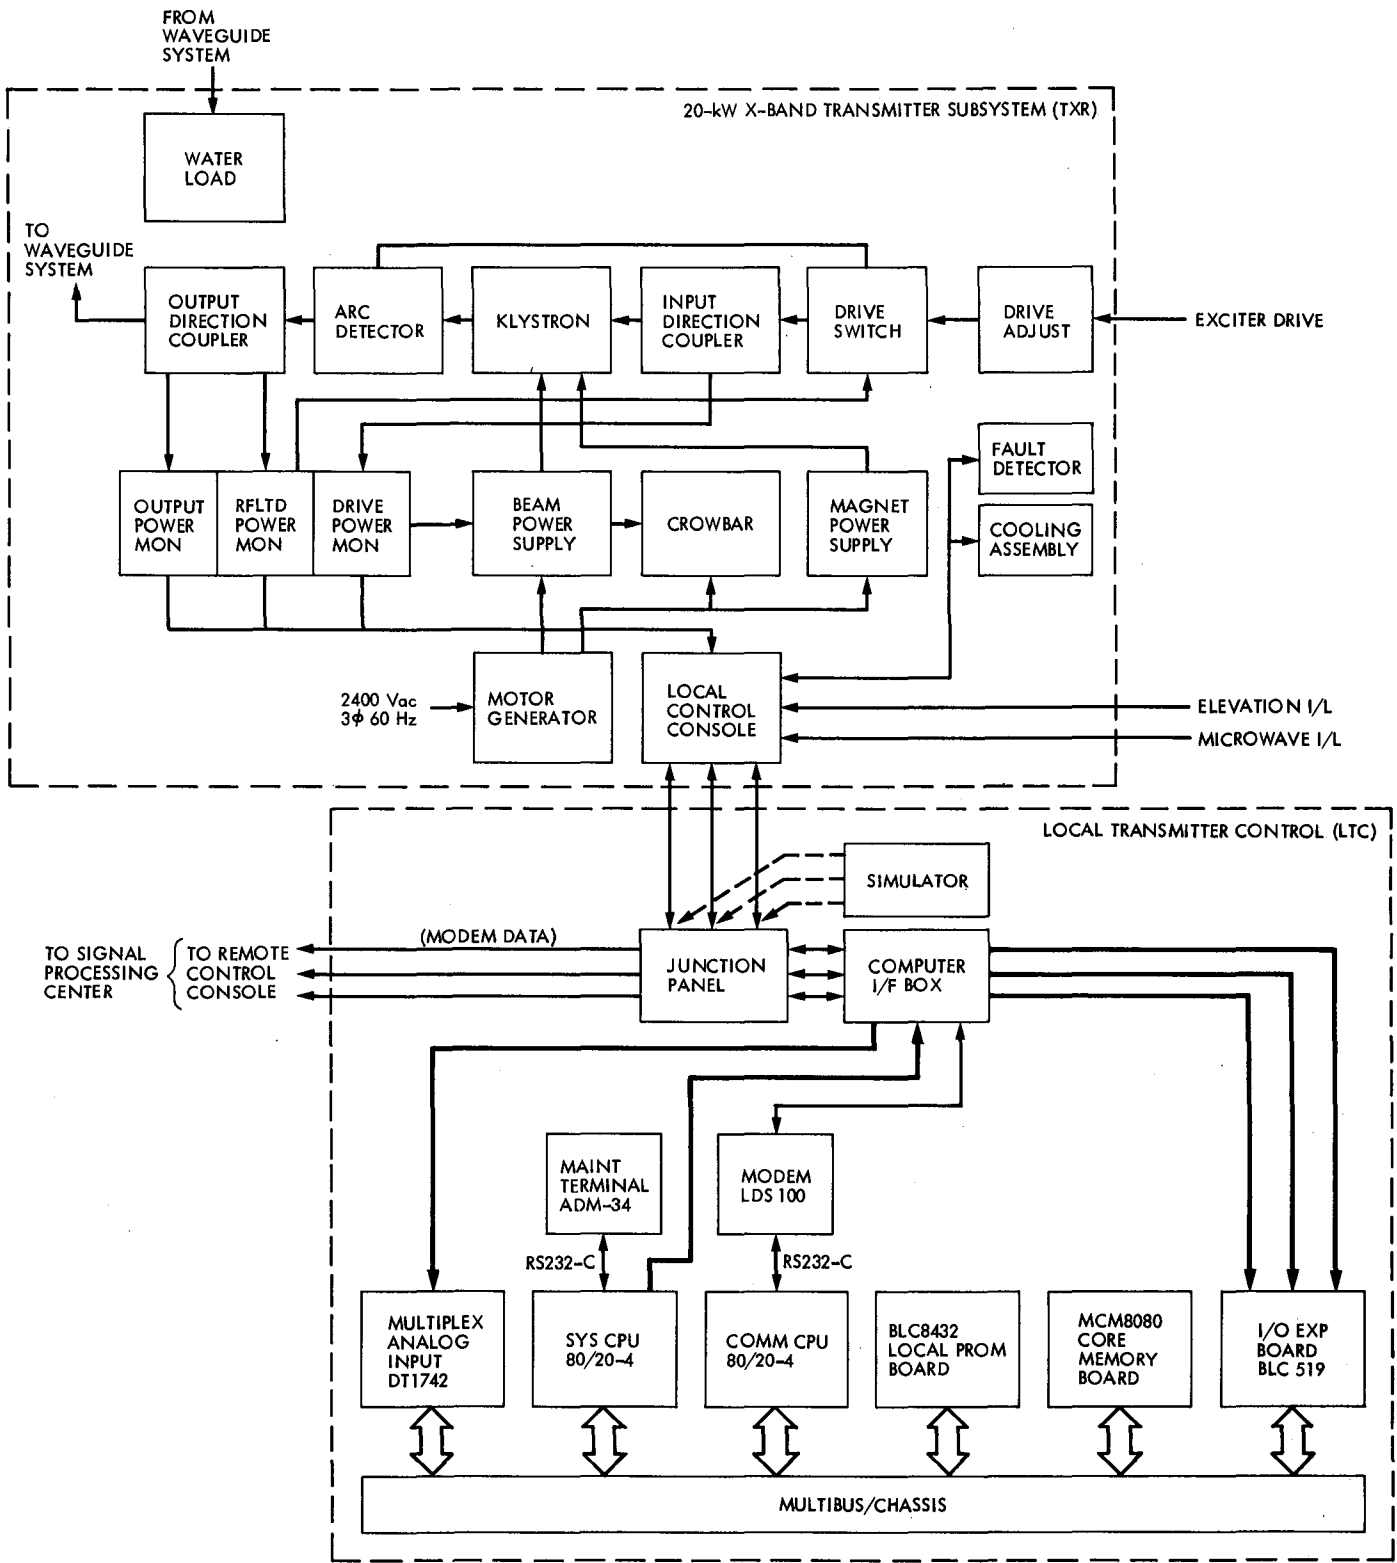 FROM
WAVEGUIDE
SYSTEM
20-kW X-BAND TRANSMITTER SUBSYSTEM (TXR)
WATER
LOAD
TO
WAVEGUIDE
SYSTEM
OUTPUT
DIRECTION
COUPLER
ARC
DETECTOR
KLYSTRON
INPUT
DIRECTION
COUPLER
DRIVE
SWITCH
DRIVE
ADJUST
EXCITER DRIVE
FAULT
DETECTOR
OUTPUT
POWER
MON
RFLTD
POWER
MON
DRIVE
POWER
MON
BEAM
POWER
SUPPLY
CROWBAR
MAGNET
POWER
SUPPLY
COOLING
ASSEMBLY
2400 Vac
3ϕ 60 Hz
MOTOR
GENERATOR
LOCAL
CONTROL
CONSOLE
ELEVATION I/L
MICROWAVE I/L
LOCAL TRANSMITTER CONTROL (LTC)
SIMULATOR
TO SIGNAL
PROCESSING
CENTER
TO REMOTE
CONTROL
CONSOLE
(MODEM DATA)
JUNCTION
PANEL
COMPUTER
I/F BOX
MAINT
TERMINAL
ADM-34
MODEM
LDS 100
RS232-C
RS232-C
MULTIPLEX
ANALOG
INPUT
DT1742
SYS CPU
80/20-4
COMM CPU
80/20-4
BLC8432
LOCAL PROM
BOARD
MCM8080
CORE
MEMORY
BOARD
I/O EXP
BOARD
BLC 519
MULTIBUS/CHASSIS